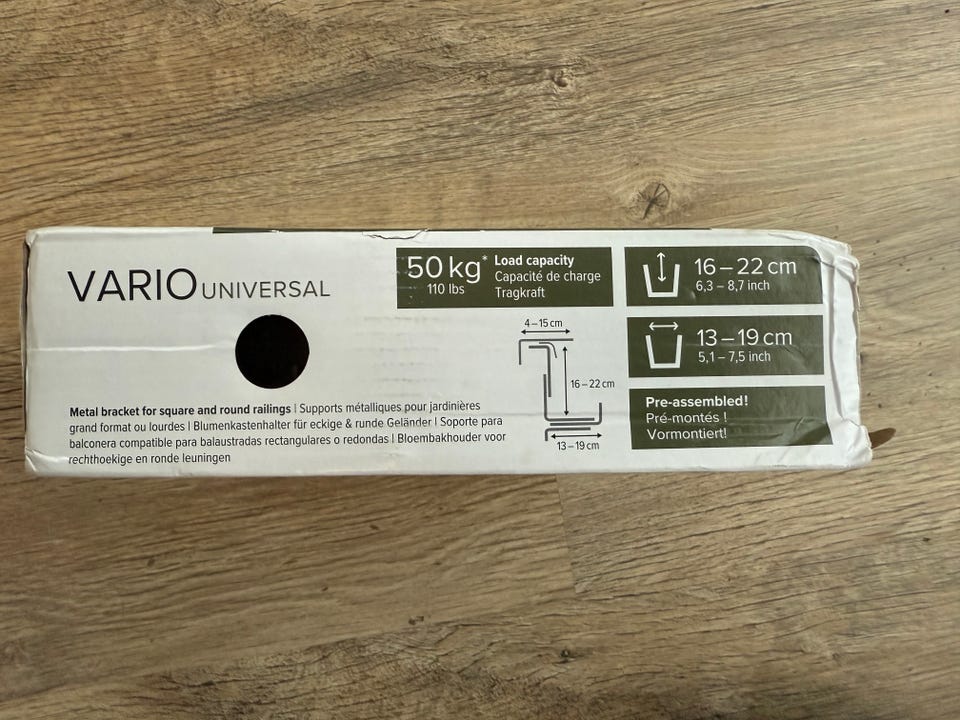 VARIO UNIVERSAL
50 kg* Load capacity
110 lbs Capacité de charge
Tragkraft
16 – 22 cm
6,3 – 8,7 inch
4 – 15 cm
16 – 22 cm
13 – 19 cm
13 – 19 cm
5,1 – 7,5 inch
Pre-assembled!
Pré-montés !
Vormontiert!
Metal bracket for square and round railings | Supports métalliques pour jardinières
grand format ou lourdes | Blumenkastenhalter für eckige & runde Geländer | Soporte para
balconera compatible para balaustradas rectangulares o redondas | Bloembakhouder voor
rechthoekige en ronde leuningen